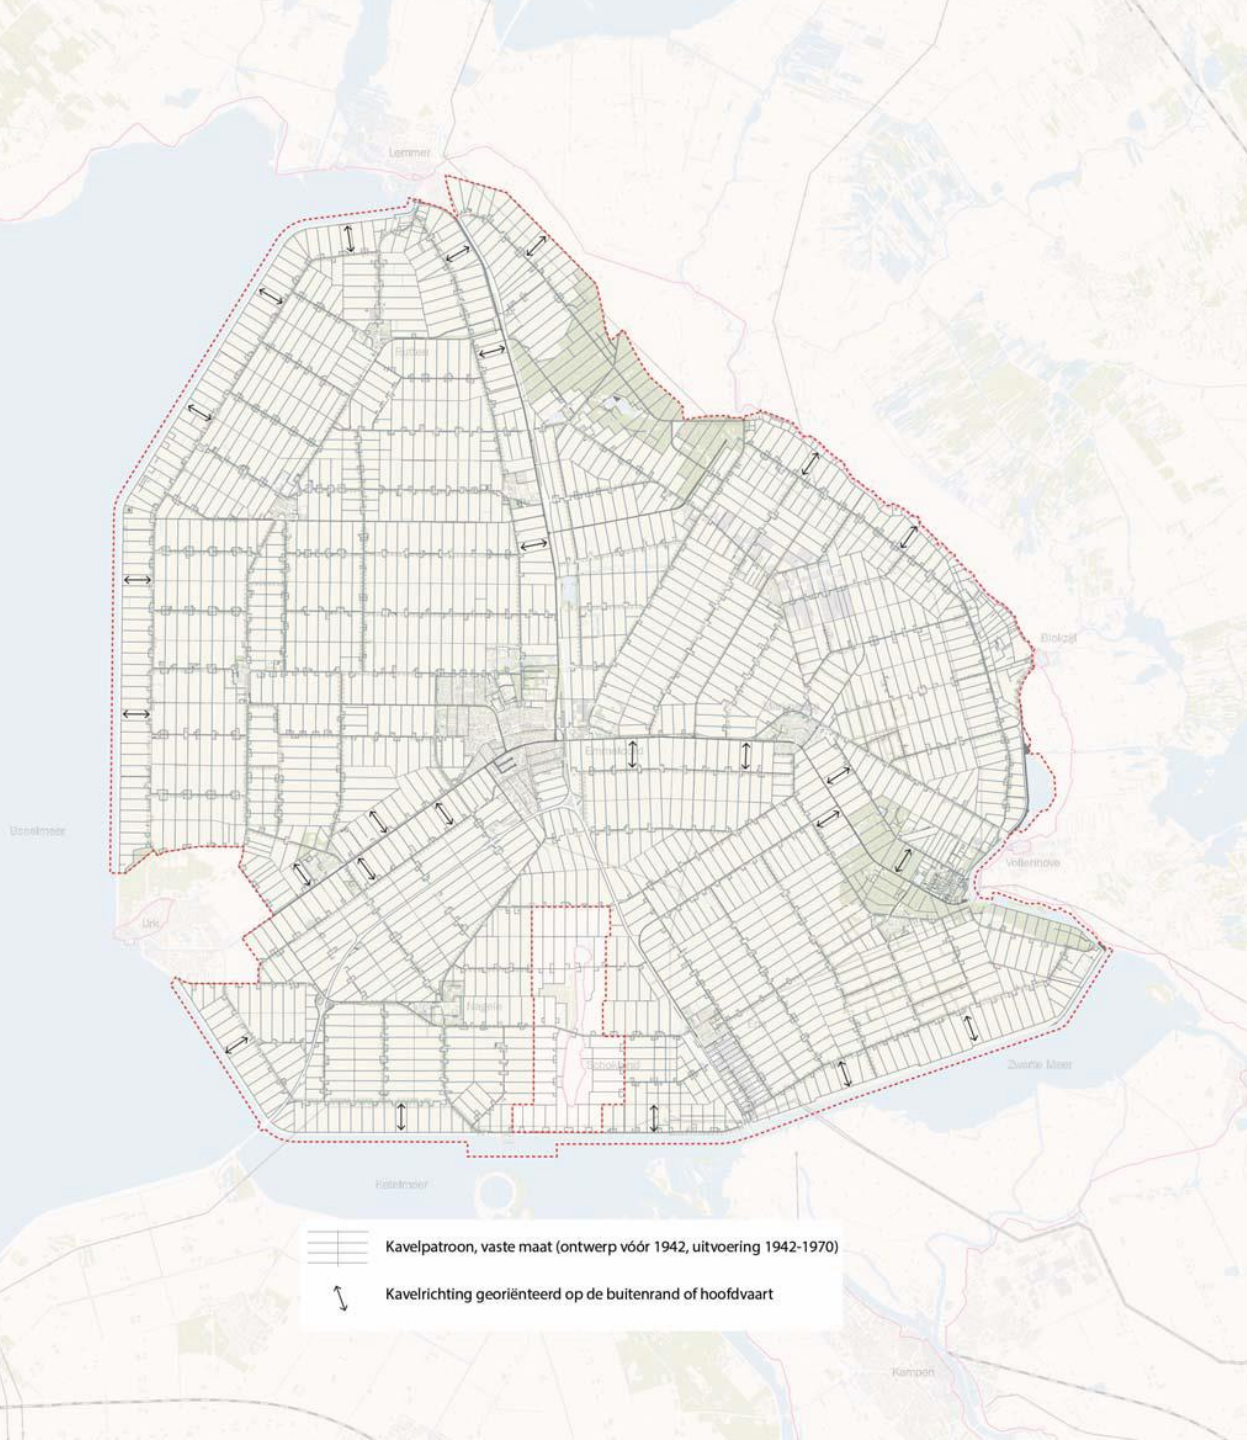 Lemmer
Rutten
Blokzijl
Emmeloord
IJsselmeer
Vollenhove
Urk
Nagele
Ens
Schokland
Zwarte Meer
Ketelmeer
Kavelpatroon, vaste maat (ontwerp vóór 1942, uitvoering 1942-1970)
Kavelrichting georiënteerd op de buitenrand of hoofdvaart
Kampen